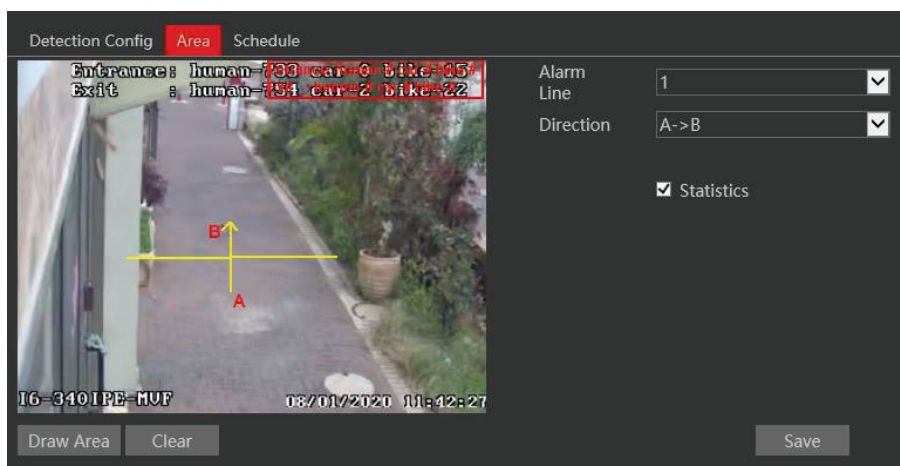 Detection Config Area Schedule
Entrance: human-733 car-0 bike-15
Exit : human-754 car-2 bike-22
Alarm Line 1
Direction A->B
Statistics
B
A
I6-340IPE-MVF 08/01/2020 11:42:27
Draw Area Clear Save